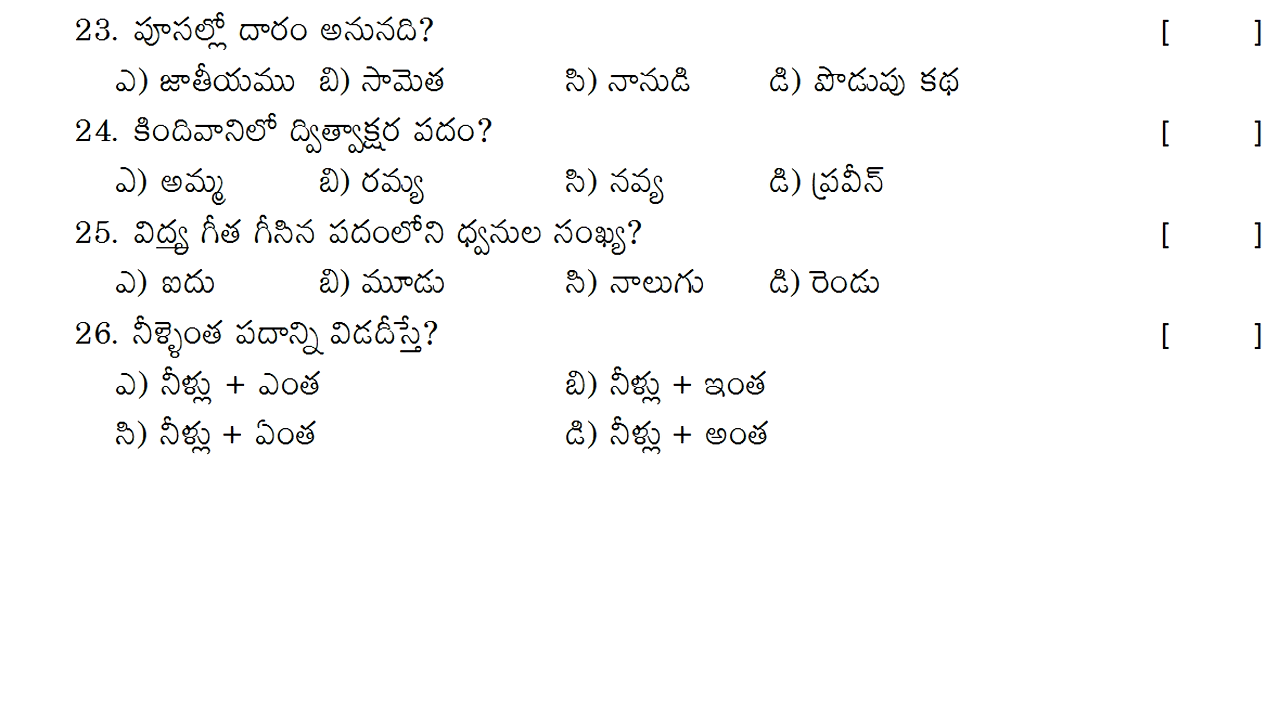 23. పూసల్లో దారం అనునది? [ ]
ఎ) జాతీయము బి) సామెత సి) నానుడి డి) పొడుపు కథ
24. కిందివానిలో ద్విత్వాక్షర పదం? [ ]
ఎ) అమ్మ బి) రమ్య సి) నవ్య డి) ప్రవీన్
25. విద్య గీత గీసిన పదంలోని ధ్వనుల సంఖ్య? [ ]
ఎ) ఐదు బి) మూడు సి) నాలుగు డి) రెండు
26. నీళ్ళెంత పదాన్ని విడదీస్తే? [ ]
ఎ) నీళ్లు + ఎంత బి) నీళ్లు + ఇంత
సి) నీళ్లు + ఏంత డి) నీళ్లు + అంత